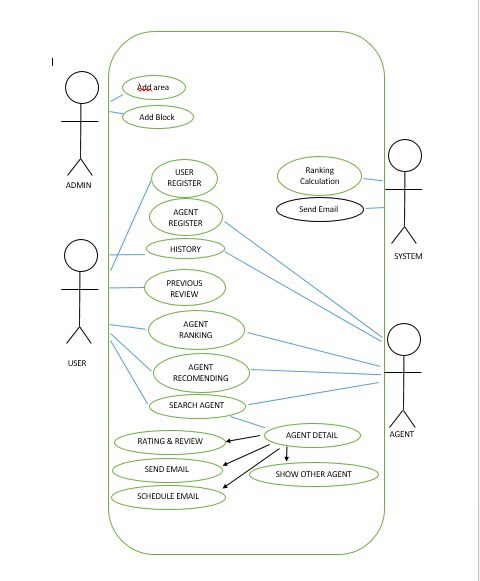 Add area
Add Block
ADMIN
USER
REGISTER
Ranking
Calculation
AGENT
REGISTER
Send Email
HISTORY
SYSTEM
PREVIOUS
REVIEW
AGENT
RANKING
AGENT
RECOMENDING
USER
SEARCH AGENT
AGENT
AGENT DETAIL
RATING & REVIEW
SEND EMAIL
SHOW OTHER AGENT
SCHEDULE EMAIL